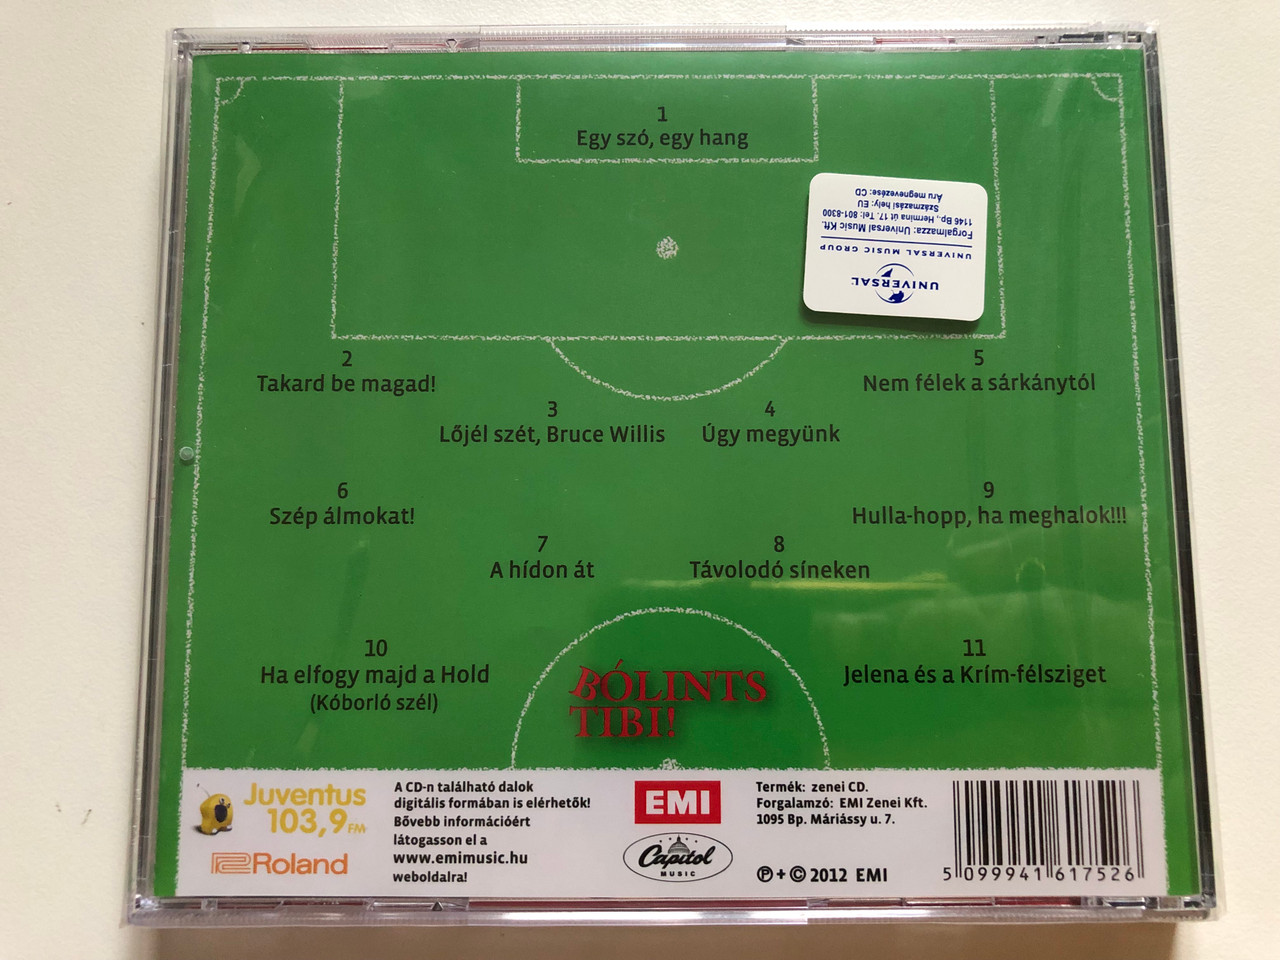 1
Egy szó, egy hang
UNIVERSAL
UNIVERSAL MUSIC GROUP
Forgalmazza: Universal Music Kft.
1146 Bp., Hermina út 17. Tel: 801-8300
Származási hely: EU
Áru megnevezése: CD
2
Takard be magad!
3
Lőjél szét, Bruce Willis
4
Úgy megyünk
5
Nem félek a sárkánytól
6
Szép álmokat!
7
A hídon át
8
Távolodó síneken
9
Hulla-hopp, ha meghalok!!!
10
Ha elfogy majd a Hold
(Kóborló szél)
11
Jelena és a Krím-félsziget
BÓLINTS
TIBI!
Juventus
103,9 FM
Roland
A CD-n található dalok
digitális formában is elérhetők!
Bővebb információért
látogasson el a
www.emimusic.hu
weboldalra!
EMI
Capitol
MUSIC
Termék: zenei CD.
Forgalamzó: EMI Zenei Kft.
1095 Bp. Máriássy u. 7.
℗ + © 2012 EMI
5 099941 617526